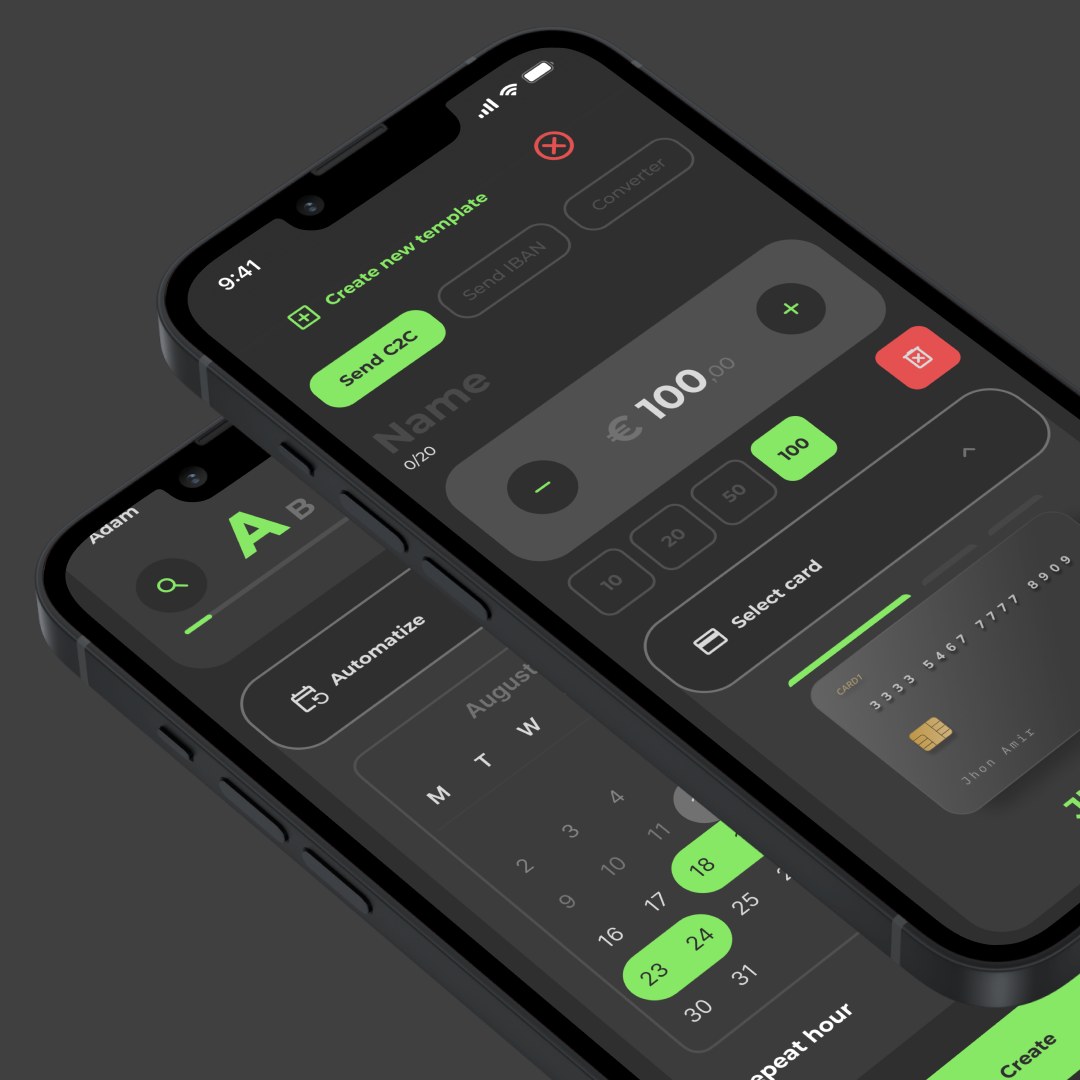 9:41
Create new template
Send C2C
Send IBAN
Converter
Name
0/20
€ 100,00
10
20
50
100
Select card
CARD1
3333 5467 7777 8909
Jhon Amir
Adam
A
B
Automatize
August
M T W
2 3 4
9 10 11
16 17 18
23 24 25
30 31
epeat hour
Create